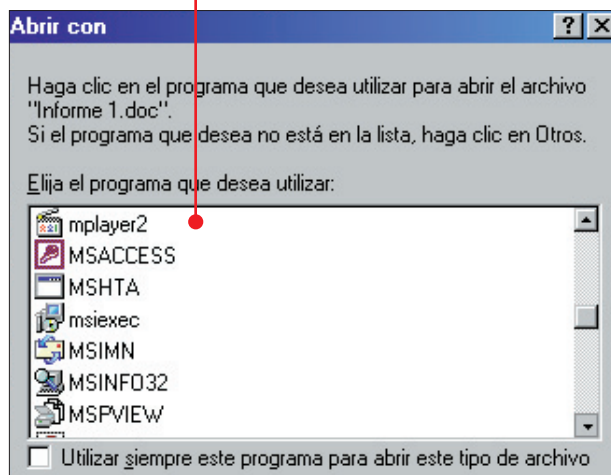 Abrir con
Haga clic en el programa que desea utilizar para abrir el archivo
"Informe 1.doc".
Si el programa que desea no está en la lista, haga clic en Otros.
Elija el programa que desea utilizar:
mplayer2
MSACCESS
MSHTA
msiexec
MSIMN
MSINFO32
MSPVIEW
Utilizar siempre este programa para abrir este tipo de archivo